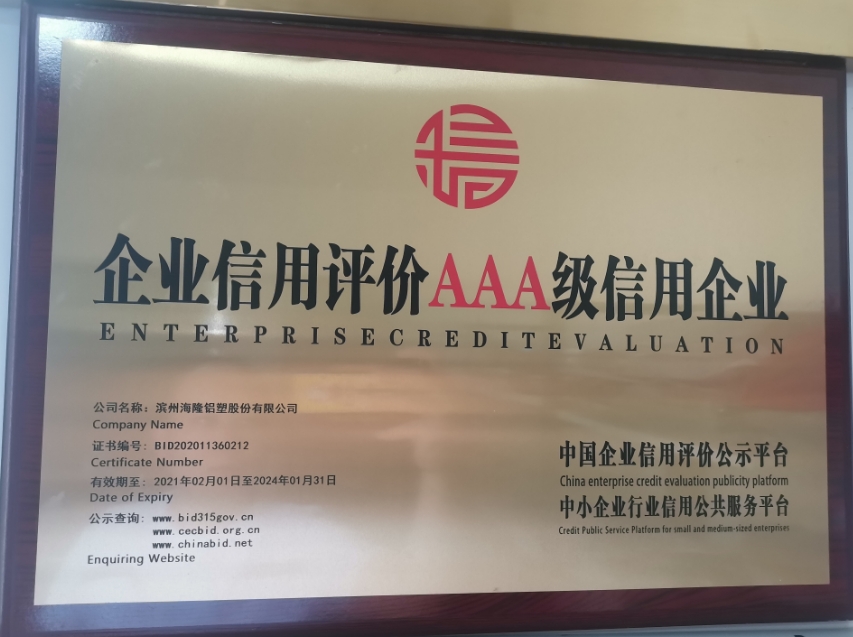 企业信用评价AAA级信用企业
ENTERPRISECREDITEVALUATION
公司名称：滨州海隆铝塑股份有限公司
Company Name
证书编号：BID202011360212
Certificate Number
有效期至：2021年02月01日至2024年01月31日
Date of Expiry
公示查询：www.bid315gov.cn
www.cecbid.org.cn
www.chinabid.net
Enquiring Website
中国企业信用评价公示平台
China enterprise credit evaluation publicity platform
中小企业行业信用公共服务平台
Credit Public Service Platform for small and medium-sized enterprises